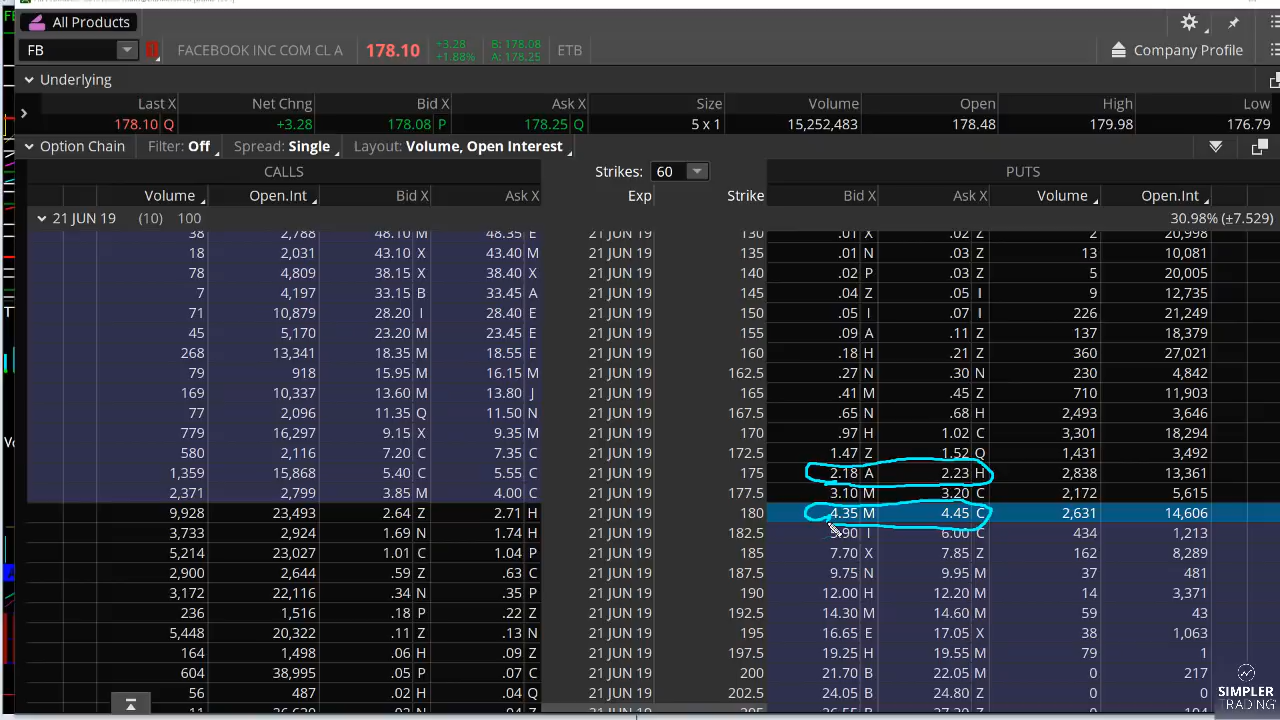 All Products
FB FACEBOOK INC COM CL A 178.10 +3.28 +1.88% B: 178.08 A: 178.25 ETB Company Profile
Underlying
Last X Net Chng Bid X Ask X Size Volume Open High Low
178.10 Q +3.28 178.08 P 178.25 Q 5 x 1 15,252,483 178.48 179.98 176.79
Option Chain Filter: Off Spread: Single Layout: Volume, Open Interest
CALLS Strikes: 60 PUTS
Volume Open.Int Bid X Ask X Exp Strike Bid X Ask X Volume Open.Int
21 JUN 19 (10) 100 30.98% (±7.529)
38 2,788 48.10 M 48.35 E 21 JUN 19 130 .01 X .02 Z 2 20,998
18 2,031 43.10 X 43.40 M 21 JUN 19 135 .01 N .03 Z 13 10,081
78 4,809 38.15 X 38.40 X 21 JUN 19 140 .02 P .03 Z 5 20,005
7 4,197 33.15 B 33.45 A 21 JUN 19 145 .04 Z .05 I 9 12,735
71 10,879 28.20 I 28.40 E 21 JUN 19 150 .05 I .07 I 226 21,249
45 5,170 23.20 M 23.45 E 21 JUN 19 155 .09 A .11 Z 137 18,379
268 13,341 18.35 M 18.55 E 21 JUN 19 160 .18 H .21 Z 360 27,021
79 918 15.95 M 16.15 M 21 JUN 19 162.5 .27 N .30 N 230 4,842
169 10,337 13.60 M 13.80 J 21 JUN 19 165 .41 M .45 Z 710 11,903
77 2,096 11.35 Q 11.50 N 21 JUN 19 167.5 .65 N .68 H 2,493 3,646
779 16,297 9.15 X 9.35 M 21 JUN 19 170 .97 H 1.02 C 3,301 18,294
580 2,116 7.20 C 7.35 C 21 JUN 19 172.5 1.47 Z 1.52 Q 1,431 3,492
1,359 15,868 5.40 C 5.55 C 21 JUN 19 175 2.18 A 2.23 H 2,838 13,361
2,371 2,799 3.85 M 4.00 C 21 JUN 19 177.5 3.10 M 3.20 C 2,172 5,615
9,928 23,493 2.64 Z 2.71 H 21 JUN 19 180 4.35 M 4.45 C 2,631 14,606
3,733 2,924 1.69 N 1.74 H 21 JUN 19 182.5 I 6.00 C 434 1,213
5,214 23,027 1.01 C 1.04 P 21 JUN 19 185 7.70 X 7.85 Z 162 8,289
2,900 2,644 .59 Z .63 C 21 JUN 19 187.5 9.75 N 9.95 M 37 481
3,172 22,116 .34 N .35 P 21 JUN 19 190 12.00 H 12.20 M 14 3,371
236 1,516 .18 P .22 Z 21 JUN 19 192.5 14.30 M 14.60 M 59 43
5,448 20,322 .11 Z .13 N 21 JUN 19 195 16.65 E 17.05 X 38 1,063
164 1,498 .06 H .09 Z 21 JUN 19 197.5 19.25 H 19.55 M 79 1
604 38,995 .05 P .07 C 21 JUN 19 200 21.70 B 22.05 M 0 217
56 487 .02 H .04 Q 21 JUN 19 202.5 24.05 B 24.80 Z 0 0
SIMPLER
TRADING